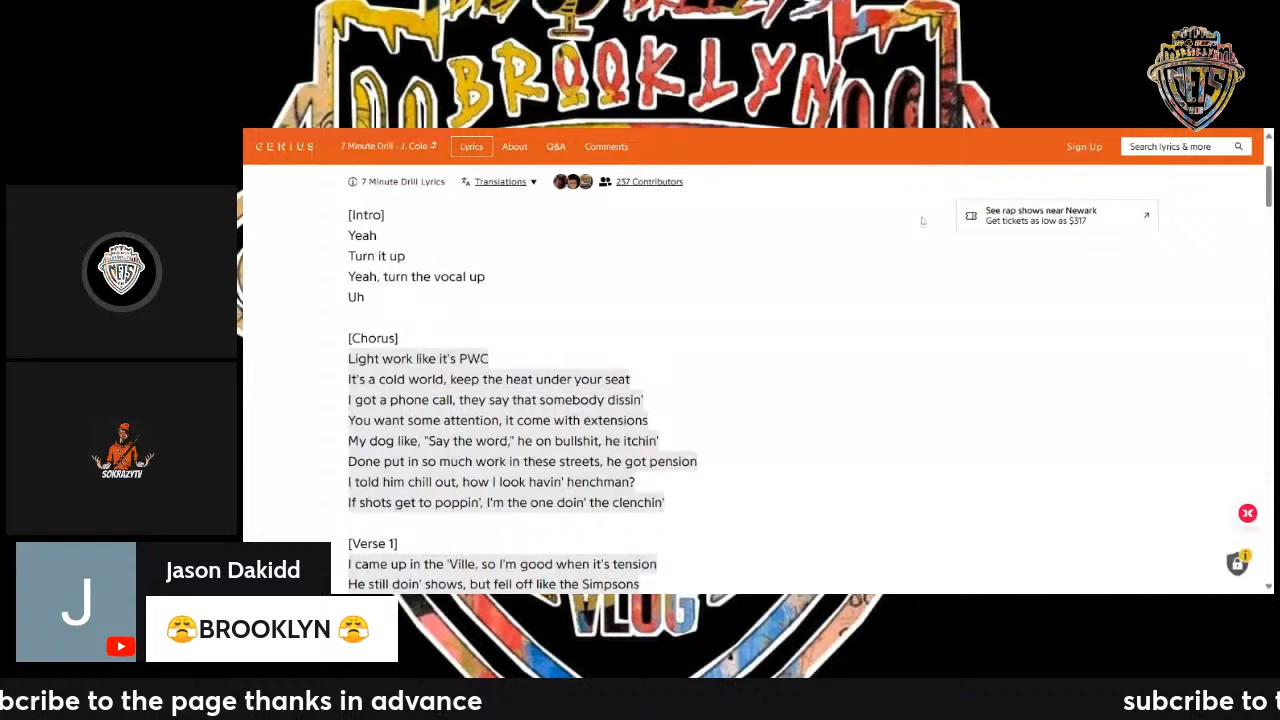 BROOKLYN
NETS
GENIUS
7 Minute Drill - J. Cole
Lyrics
About
Q&A
Comments
Sign Up
Search lyrics & more
7 Minute Drill Lyrics
Translations
237 Contributors
See rap shows near Newark
Get tickets as low as $317
[Intro]
Yeah
Turn it up
Yeah, turn the vocal up
Uh
[Chorus]
Light work like it's PWC
It's a cold world, keep the heat under your seat
I got a phone call, they say that somebody dissin'
You want some attention, it come with extensions
My dog like, "Say the word," he on bullshit, he itchin'
Done put in so much work in these streets, he got pension
I told him chill out, how I look havin' henchman?
If shots get to poppin', I'm the one doin' the clenchin'
[Verse 1]
I came up in the 'Ville, so I'm good when it's tension
He still doin' shows, but fell off like the Simpsons
NETS
SOKRAZYTV
J
Jason Dakidd
😤BROOKLYN 😤
VLOG
bcribe to the page thanks in advance
subcribe to t